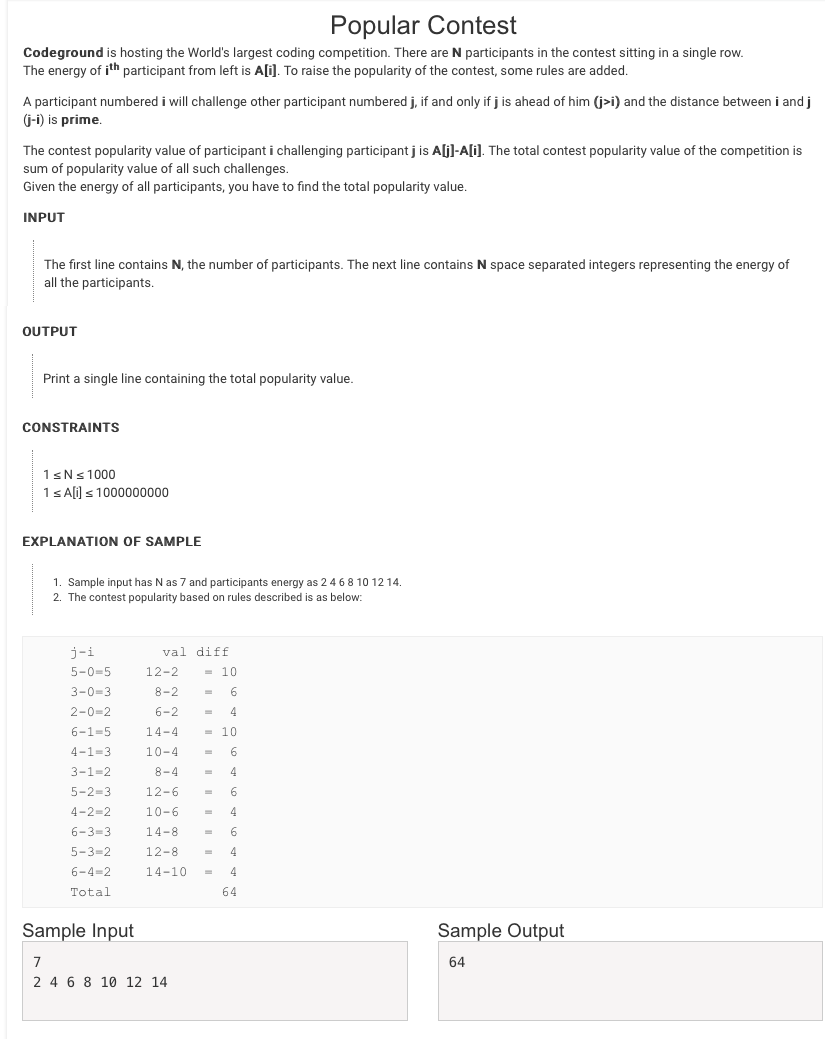 Popular Contest
Codeground is hosting the World's largest coding competition. There are N participants in the contest sitting in a single row.
The energy of ith participant from left is A[i]. To raise the popularity of the contest, some rules are added.
A participant numbered i will challenge other participant numbered j, if and only if j is ahead of him (j>i) and the distance between i and j
(j-i) is prime.
The contest popularity value of participant i challenging participant j is A[j]-A[i]. The total contest popularity value of the competition is
sum of popularity value of all such challenges.
Given the energy of all participants, you have to find the total popularity value.
INPUT
The first line contains N, the number of participants. The next line contains N space separated integers representing the energy of
all the participants.
OUTPUT
Print a single line containing the total popularity value.
CONSTRAINTS
1 ≤ N ≤ 1000
1 ≤ A[i] ≤ 1000000000
EXPLANATION OF SAMPLE
1. Sample input has N as 7 and participants energy as 2 4 6 8 10 12 14.
2. The contest popularity based on rules described is as below:
j-i val diff
5-0=5 12-2 = 10
3-0=3 8-2 = 6
2-0=2 6-2 = 4
6-1=5 14-4 = 10
4-1=3 10-4 = 6
3-1=2 8-4 = 4
5-2=3 12-6 = 6
4-2=2 10-6 = 4
6-3=3 14-8 = 6
5-3=2 12-8 = 4
6-4=2 14-10 = 4
Total 64
Sample Input
7
2 4 6 8 10 12 14
Sample Output
64